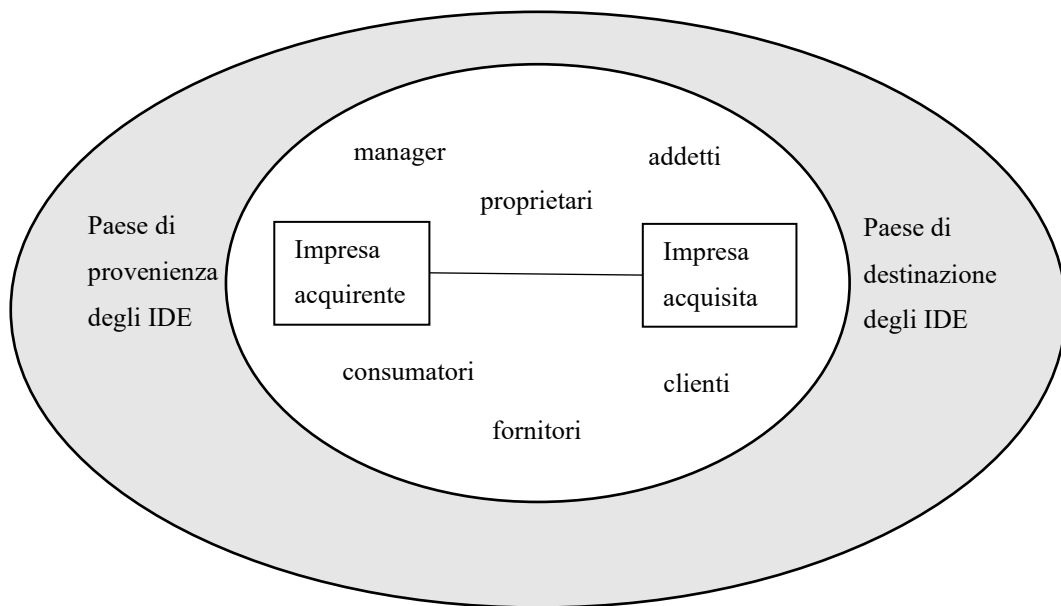 manager
addetti
proprietari
Paese di
provenienza
degli IDE
Impresa
acquirente
Impresa
acquisita
Paese di
destinazione
degli IDE
consumatori
clienti
fornitori